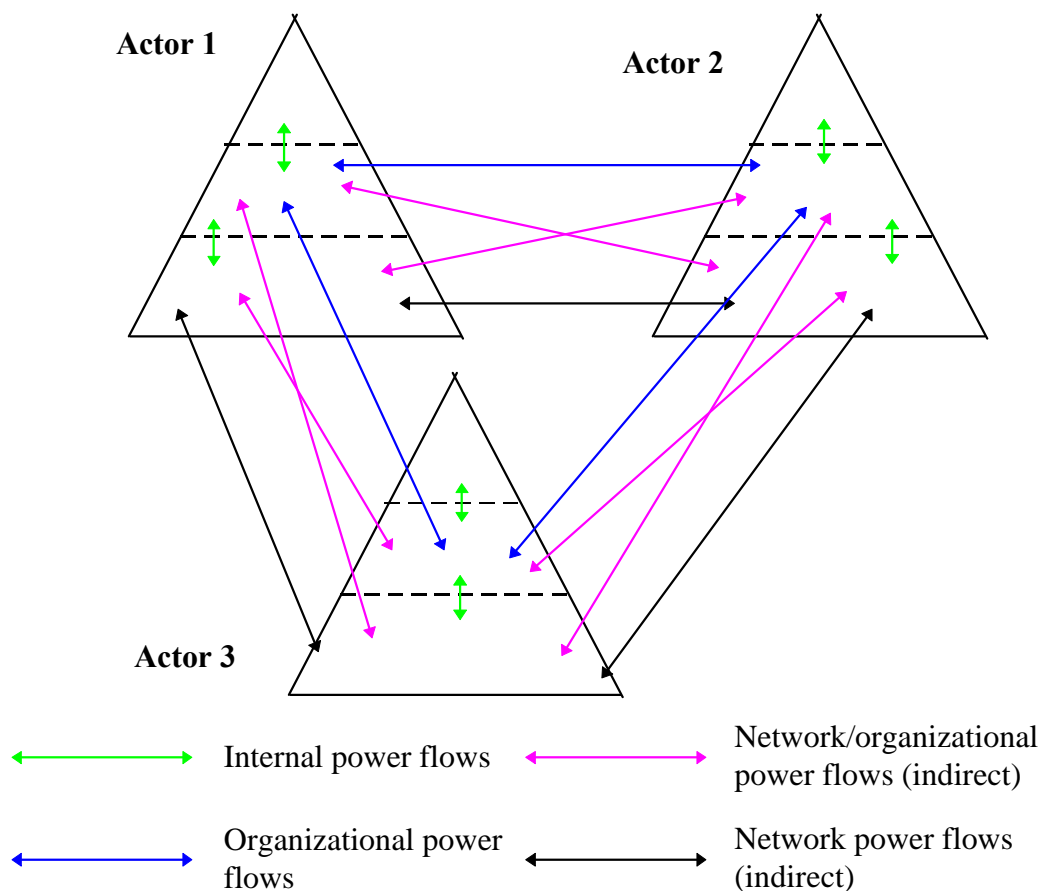 Actor 1
Actor 2
Actor 3
Internal power flows
Network/organizational
power flows (indirect)
Organizational power
flows
Network power flows
(indirect)